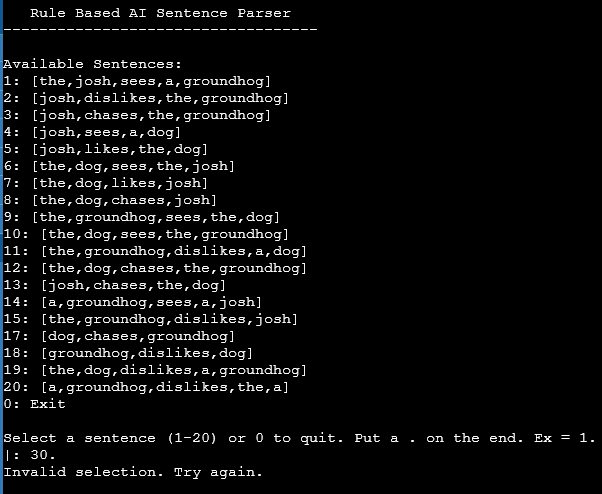 Rule Based AI Sentence Parser
-----------------------------------
Available Sentences:
1: [the,josh,sees,a,groundhog]
2: [josh,dislikes,the,groundhog]
3: [josh,chases,the,groundhog]
4: [josh,sees,a,dog]
5: [josh,likes,the,dog]
6: [the,dog,sees,the,josh]
7: [the,dog,likes,josh]
8: [the,dog,chases,josh]
9: [the,groundhog,sees,the,dog]
10: [the,dog,sees,the,groundhog]
11: [the,groundhog,dislikes,a,dog]
12: [the,dog,chases,the,groundhog]
13: [josh,chases,the,dog]
14: [a,groundhog,sees,a,josh]
15: [the,groundhog,dislikes,josh]
17: [dog,chases,groundhog]
18: [groundhog,dislikes,dog]
19: [the,dog,dislikes,a,groundhog]
20: [a,groundhog,dislikes,the,a]
0: Exit
Select a sentence (1-20) or 0 to quit. Put a . on the end. Ex = 1.
|: 30.
Invalid selection. Try again.